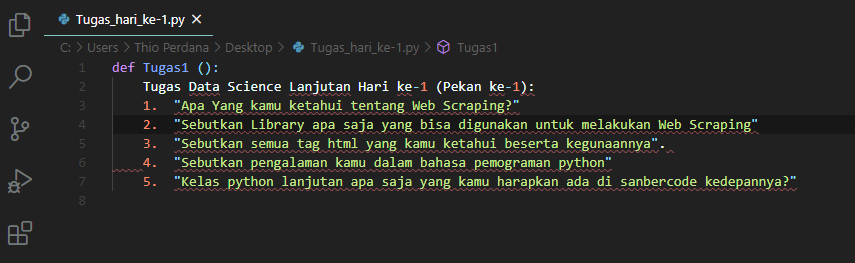 Tugas_hari_ke-1.py ×
C: > Users > Thio Perdana > Desktop > Tugas_hari_ke-1.py > Tugas1
1 def Tugas1 ():
2 Tugas Data Science Lanjutan Hari ke-1 (Pekan ke-1):
3 1. "Apa Yang kamu ketahui tentang Web Scraping?"
4 2. "Sebutkan Library apa saja yang bisa digunakan untuk melakukan Web Scraping"
5 3. "Sebutkan semua tag html yang kamu ketahui beserta kegunaannya".
6 4. "Sebutkan pengalaman kamu dalam bahasa pemograman python"
7 5. "Kelas python lanjutan apa saja yang kamu harapkan ada di sanbercode kedepannya?"
8